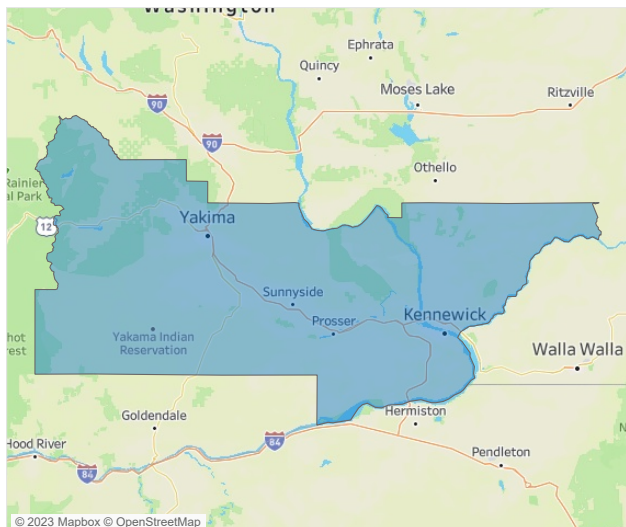 Washington
Ephrata
Quincy
Moses Lake
Ritzville
90
90
Othello
Rainier
al Park
12
Yakima
Sunnyside
Kennewick
Prosser
Yakama Indian
Reservation
Walla Walla
hot
rest
Goldendale
Hermiston
84
Hood River
84
Pendleton
© 2023 Mapbox © OpenStreetMap